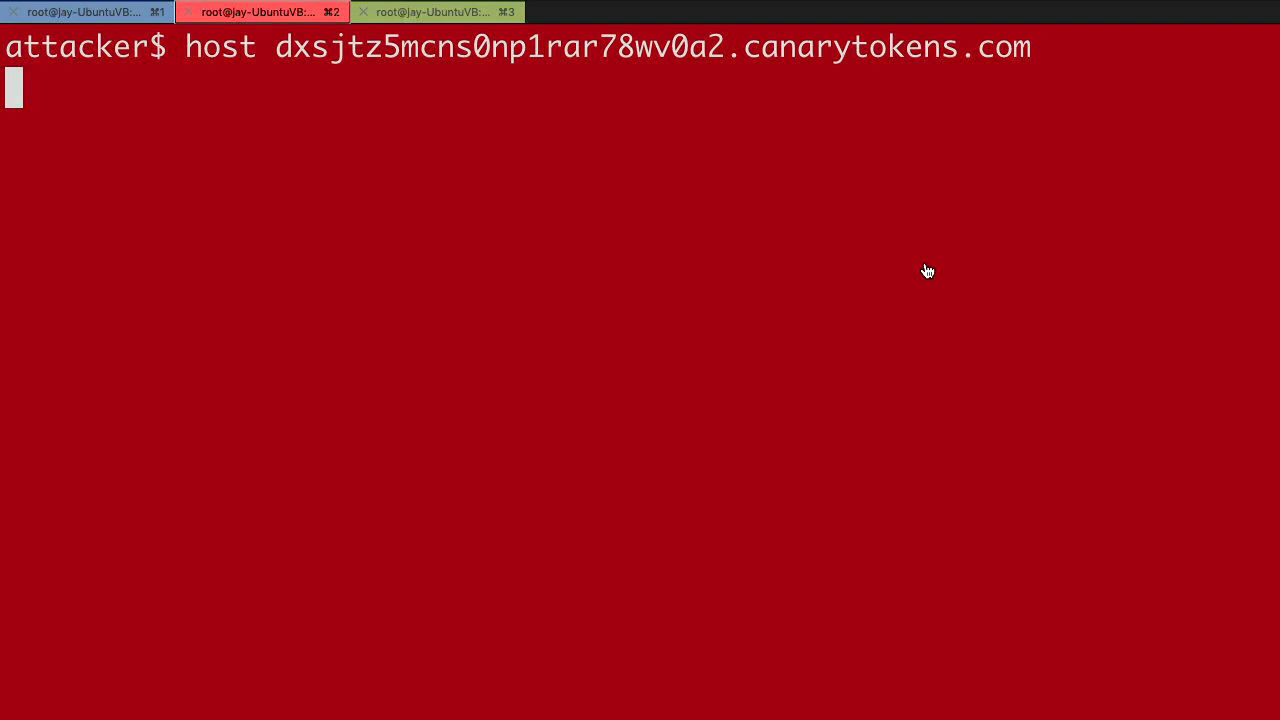 root@jay-UbuntuVB:... ⌘1 root@jay-UbuntuVB:... ⌘2 root@jay-UbuntuVB:... ⌘3
attacker$ host dxsjtz5mcns0np1rar78wv0a2.canarytokens.com